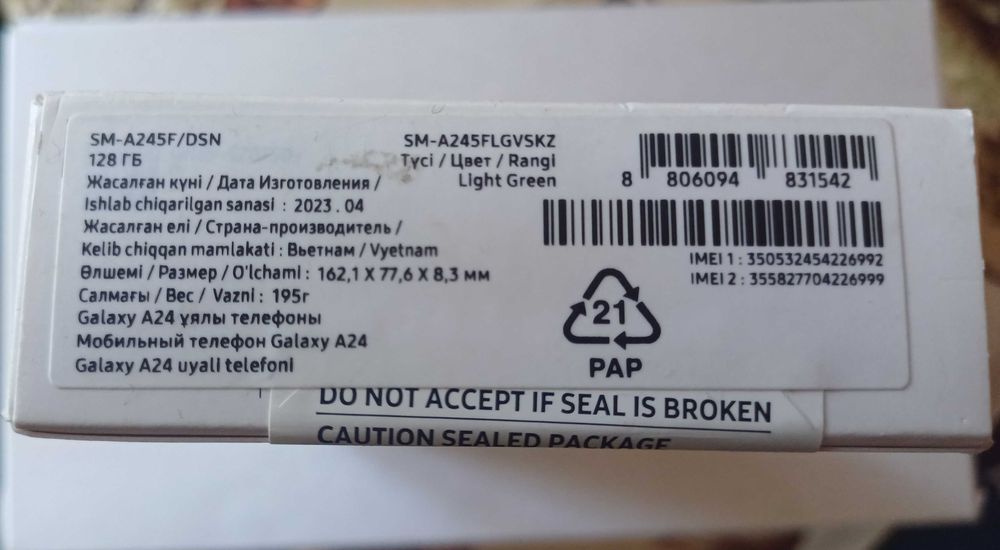 SM-A245F/DSN
128 ГБ
Жасалған күні / Дата Изготовления /
Ishlab chiqarilgan sanasi : 2023 . 04
Жасалған елі / Страна-производитель /
Kelib chiqqan mamlakati : Вьетнам / Vyetnam
Өлшемі / Размер / O'lchami : 162,1 X 77,6 X 8,3 мм
Салмағы / Вес / Vazni : 195г
Galaxy A24 ұялы телефоны
Мобильный телефон Galaxy A24
Galaxy A24 uyali telefoni
SM-A245FLGVSKZ
Түсі / Цвет / Rangi
Light Green
8 806094 831542
IMEI 1 : 350532454226992
IMEI 2 : 355827704226999
21
PAP
DO NOT ACCEPT IF SEAL IS BROKEN
CAUTION SEALED PACKAGE